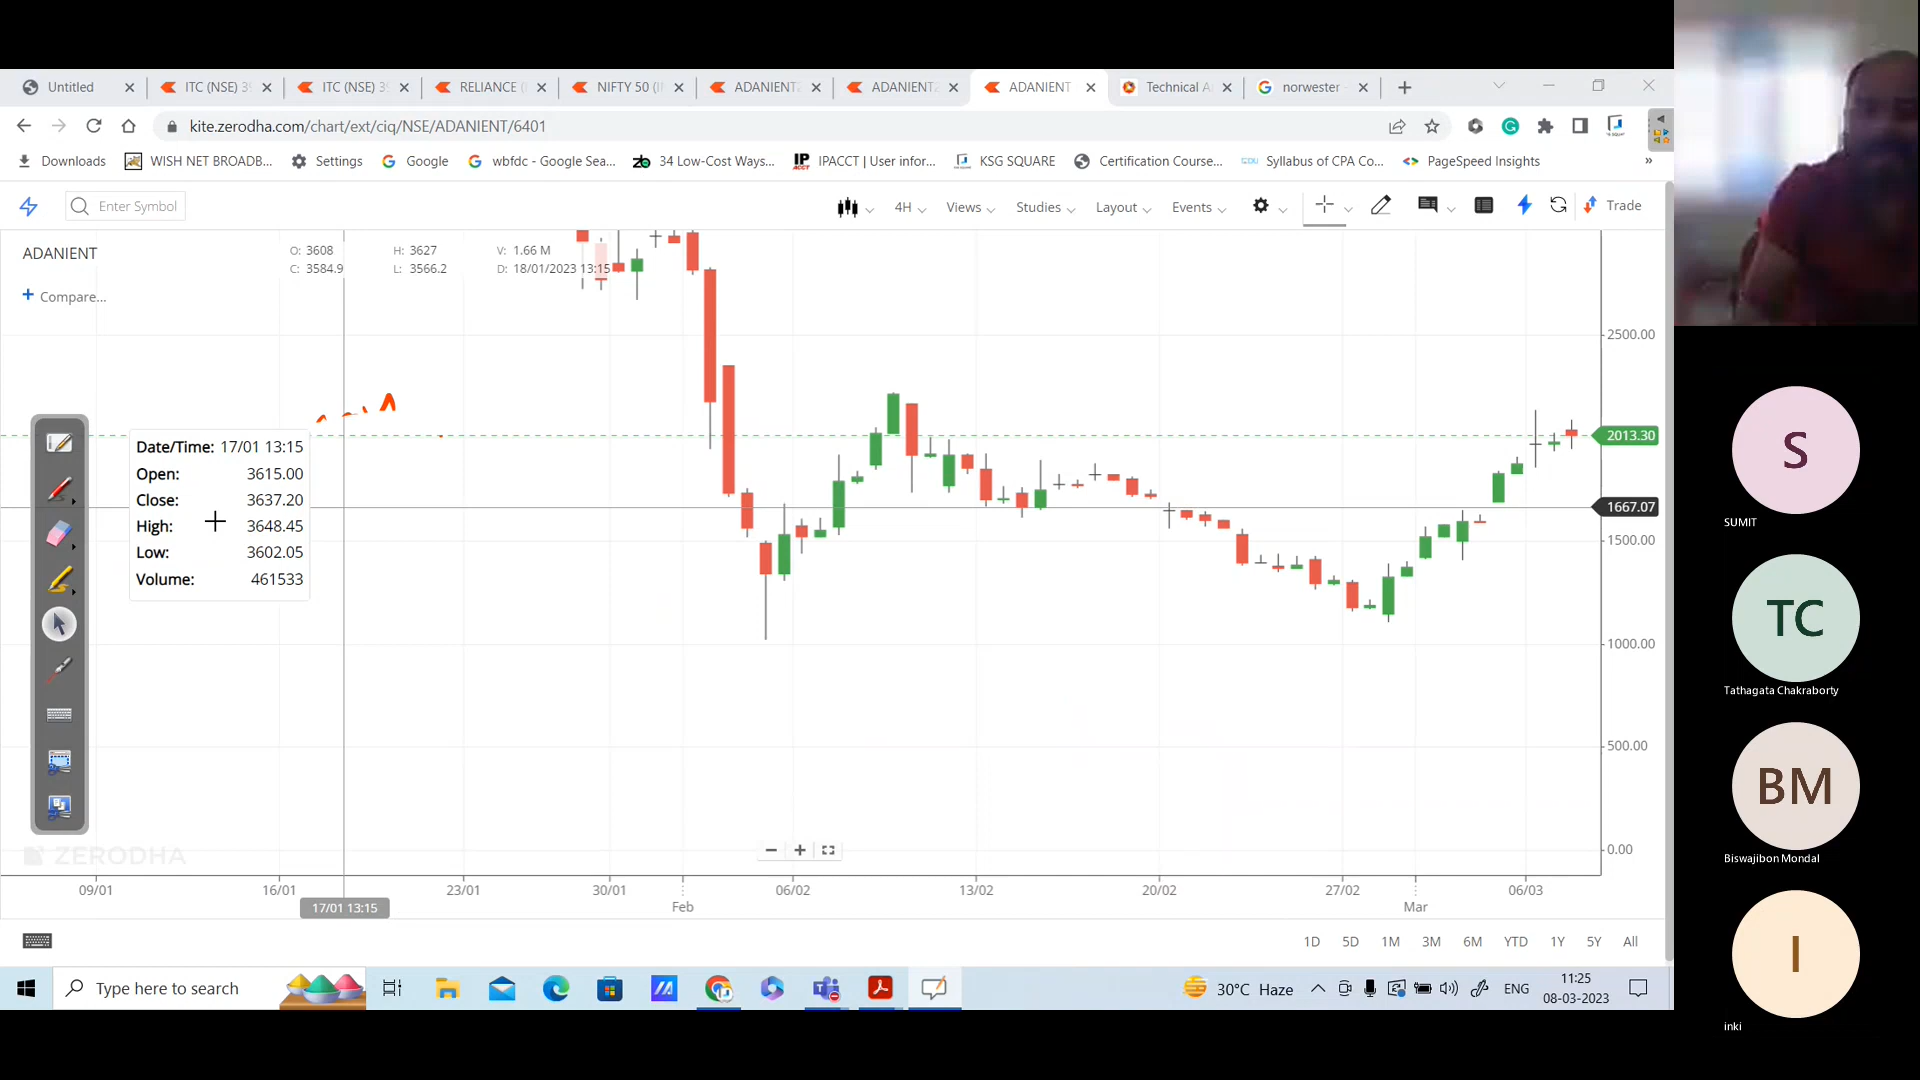 Untitled
ITC (NSE) 39
ITC (NSE) 39
RELIANCE (
NIFTY 50 (I
ADANIENT2
ADANIENT2
ADANIENT
Technical A
norwester -
kite.zerodha.com/chart/ext/ciq/NSE/ADANIENT/6401
Downloads
WISH NET BROADB...
Settings
Google
wbfdc - Google Sea...
34 Low-Cost Ways...
IPACCT | User infor...
KSG SQUARE
Certification Course...
Syllabus of CPA Co...
PageSpeed Insights
»
Enter Symbol
4H
Views
Studies
Layout
Events
Trade
ADANIENT
O: 3608
H: 3627
V: 1.66 M
C: 3584.9
L: 3566.2
D: 18/01/2023 13:15
Compare...
Date/Time: 17/01 13:15
Open: 3615.00
Close: 3637.20
High: 3648.45
Low: 3602.05
Volume: 461533
2500.00
2013.30
1667.07
1500.00
1000.00
500.00
0.00
ZERODHA
09/01
16/01
23/01
30/01
06/02
13/02
20/02
27/02
06/03
17/01 13:15
Feb
Mar
1D
5D
1M
3M
6M
YTD
1Y
5Y
All
Type here to search
30°C Haze
ENG
11:25
08-03-2023
S
SUMIT
TC
Tathagata Chakraborty
BM
Biswajibon Mondal
I
inki